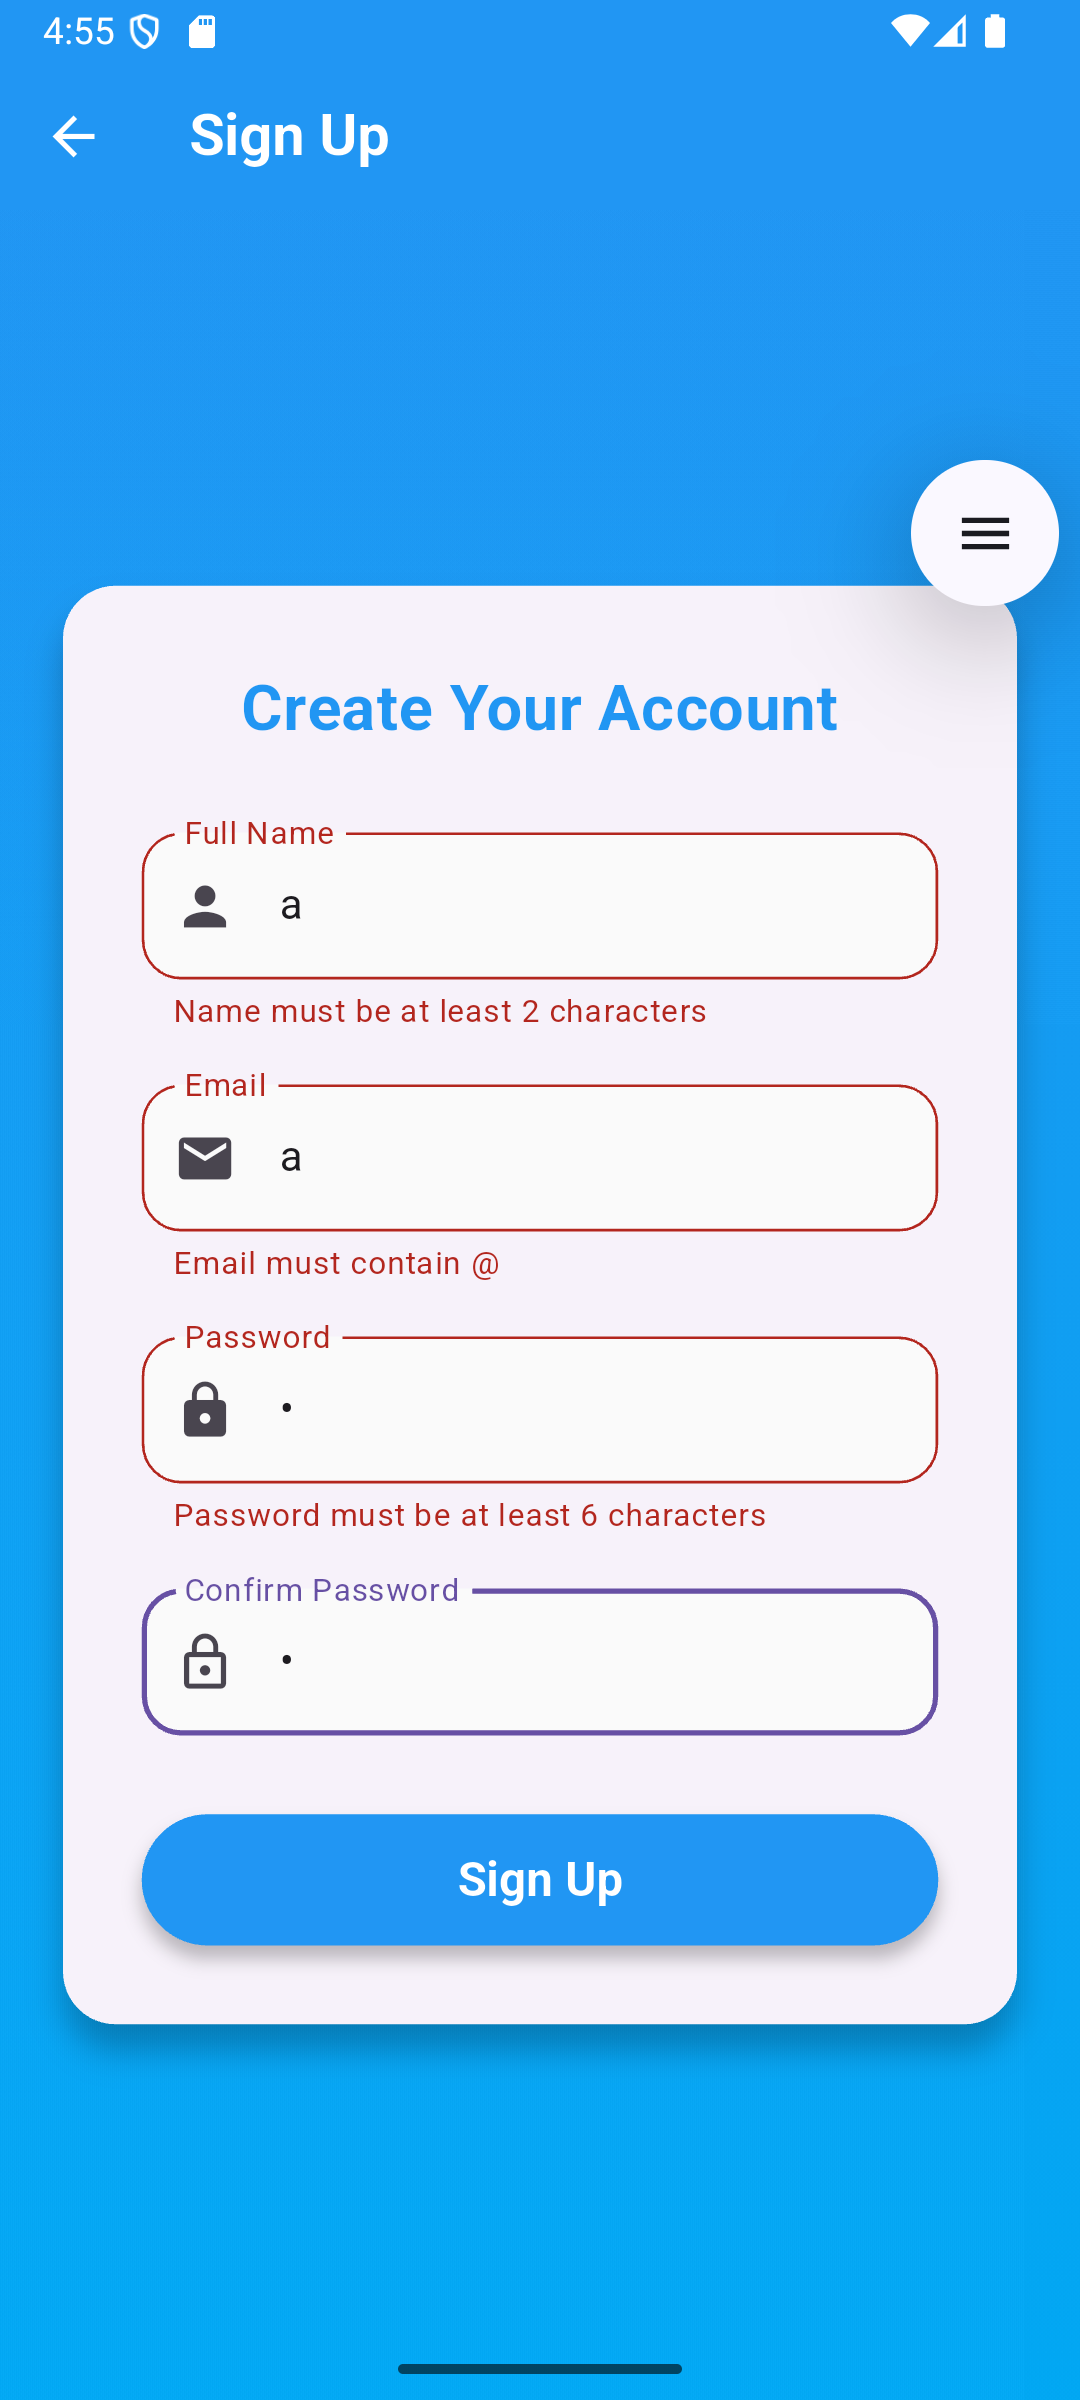 4:55
Sign Up
Create Your Account
Full Name
a
Name must be at least 2 characters
Email
a
Email must contain @
Password
•
Password must be at least 6 characters
Confirm Password
•
Sign Up